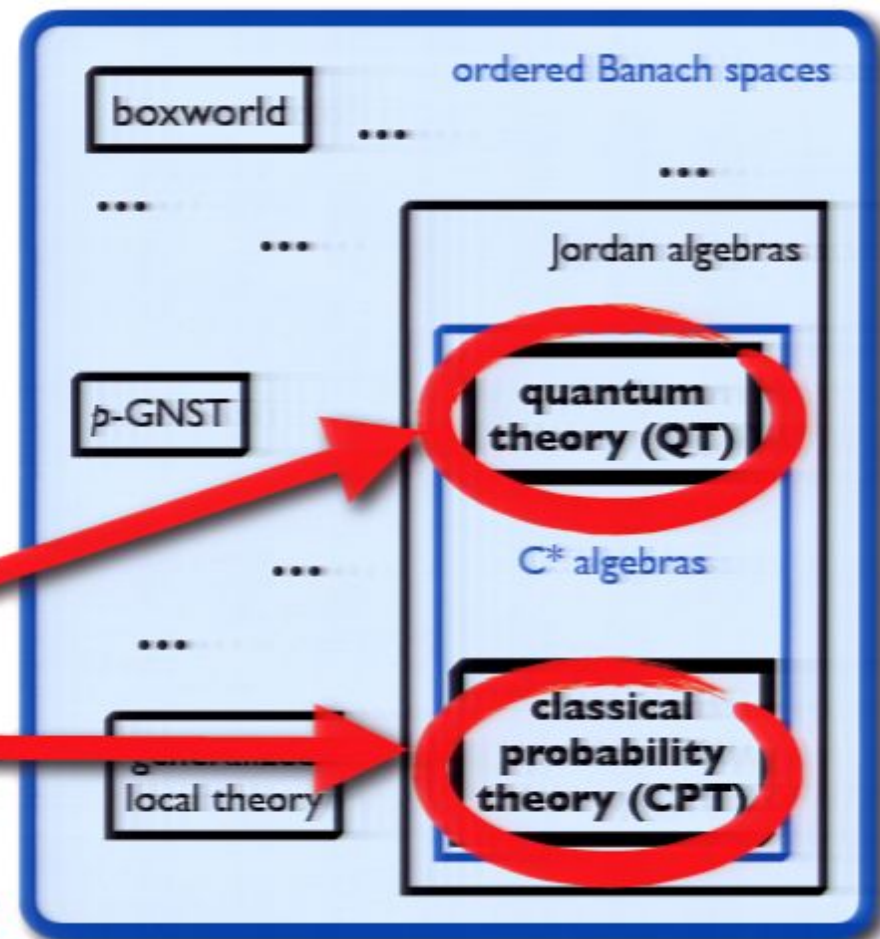 ordered Banach spaces
boxworld
...
...
...
...
Jordan algebras
p-GNST
quantum
theory (QT)
...
C* algebras
...
classical
probability
theory (CPT)
local theory